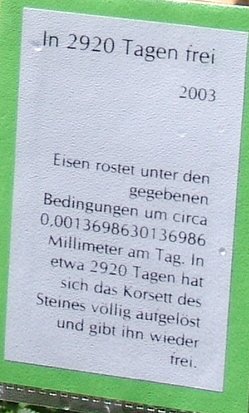 In 2920 Tagen frei
2003
Eisen rostet unter den
gegebenen
Bedingungen um circa
0,0013698630136986
Millimeter am Tag. In
etwa 2920 Tagen hat
sich das Korsett des
Steines völlig aufgelöst
und gibt ihn wieder
frei.